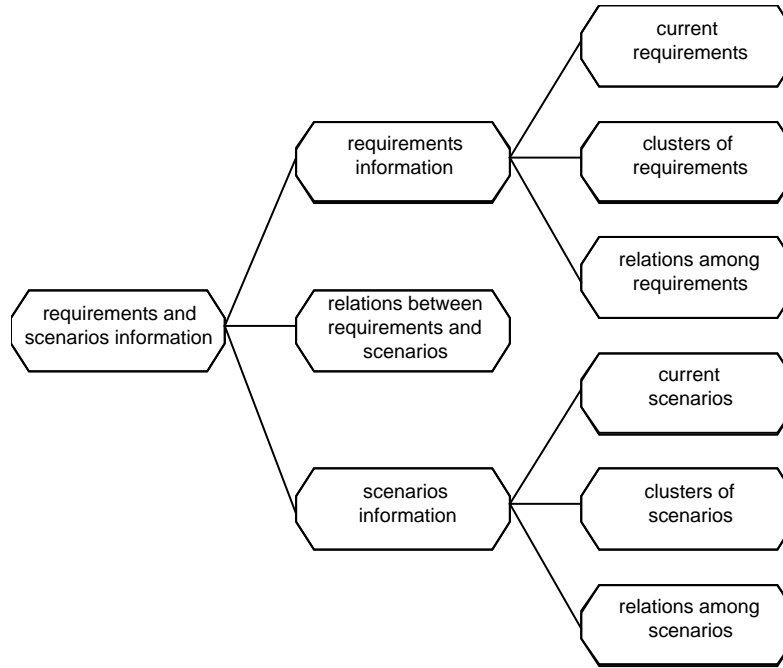 current
requirements
requirements
information
clusters of
requirements
relations among
requirements
requirements and
scenarios information
relations between
requirements and
scenarios
current
scenarios
scenarios
information
clusters of
scenarios
relations among
scenarios